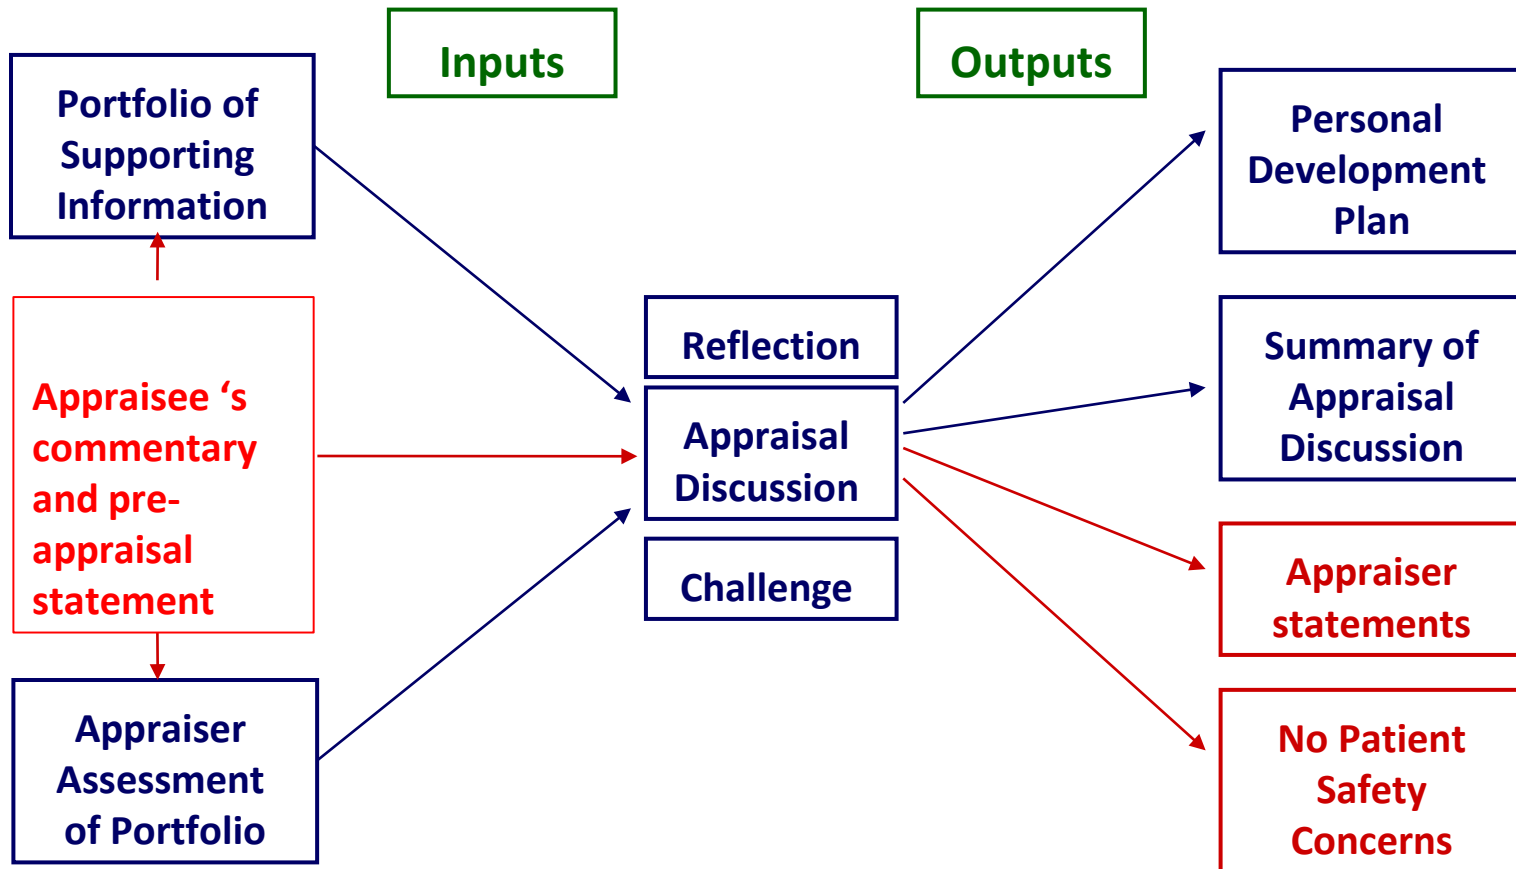 Inputs
Outputs
Portfolio of
Supporting
Information
Appraisee ‘s
commentary
and pre-
appraisal
statement
Appraiser
Assessment
of Portfolio
Reflection
Appraisal
Discussion
Challenge
Personal
Development
Plan
Summary of
Appraisal
Discussion
Appraiser
statements
No Patient
Safety
Concerns